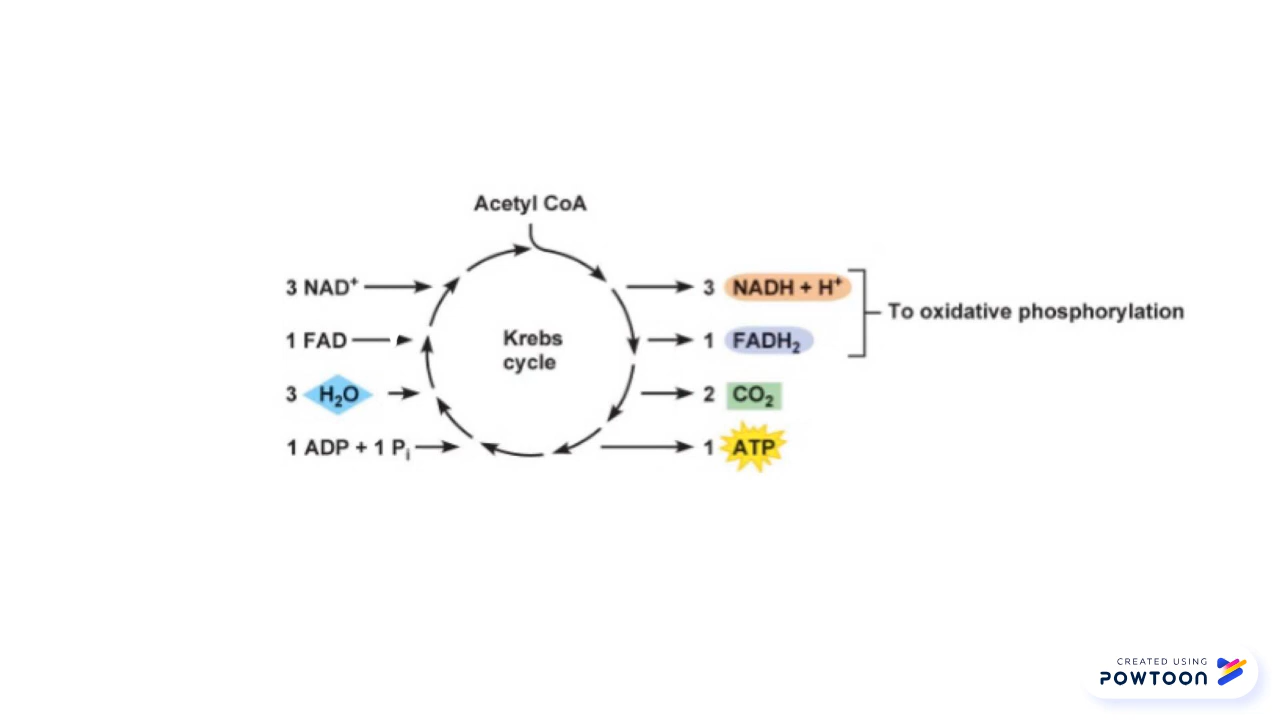 Acetyl CoA
3 NAD⁺
3 NADH + H⁺
To oxidative phosphorylation
1 FAD
Krebs
cycle
1 FADH₂
3 H₂O
2 CO₂
1 ADP + 1 Pᵢ
1 ATP
CREATED USING
POWTOON